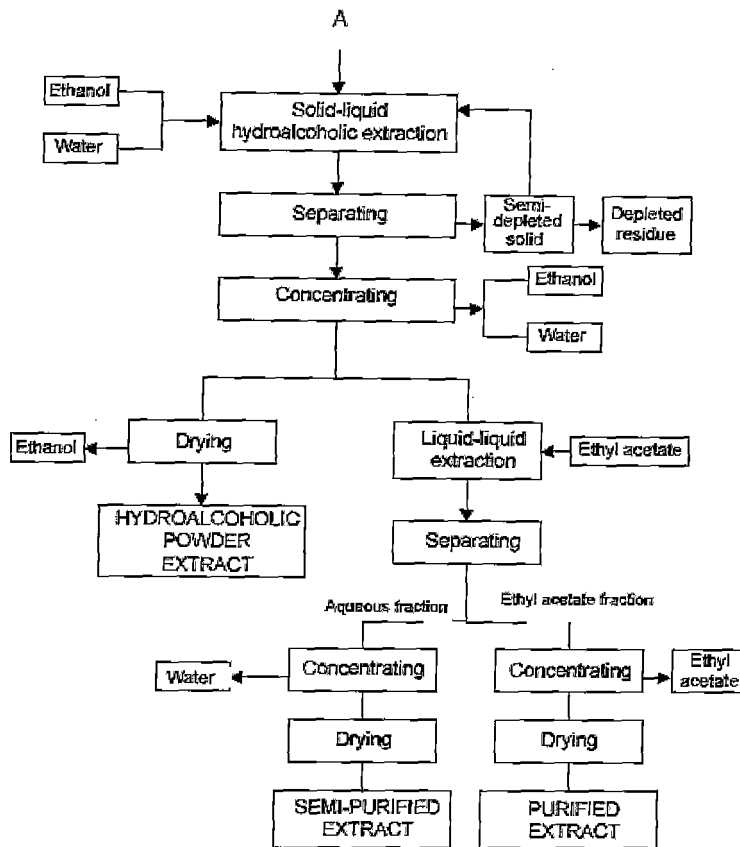 A
Ethanol
Water
Solid-liquid
hydroalcoholic extraction
Separating
Semi-
depleted
solid
Depleted
residue
Concentrating
Ethanol
Water
Ethanol
Drying
Liquid-liquid
extraction
Ethyl acetate
HYDROALCOHOLIC
POWDER
EXTRACT
Separating
Aqueous fraction
Ethyl acetate fraction
Water
Concentrating
Concentrating
Ethyl
acetate
Drying
Drying
SEMI-PURIFIED
EXTRACT
PURIFIED
EXTRACT